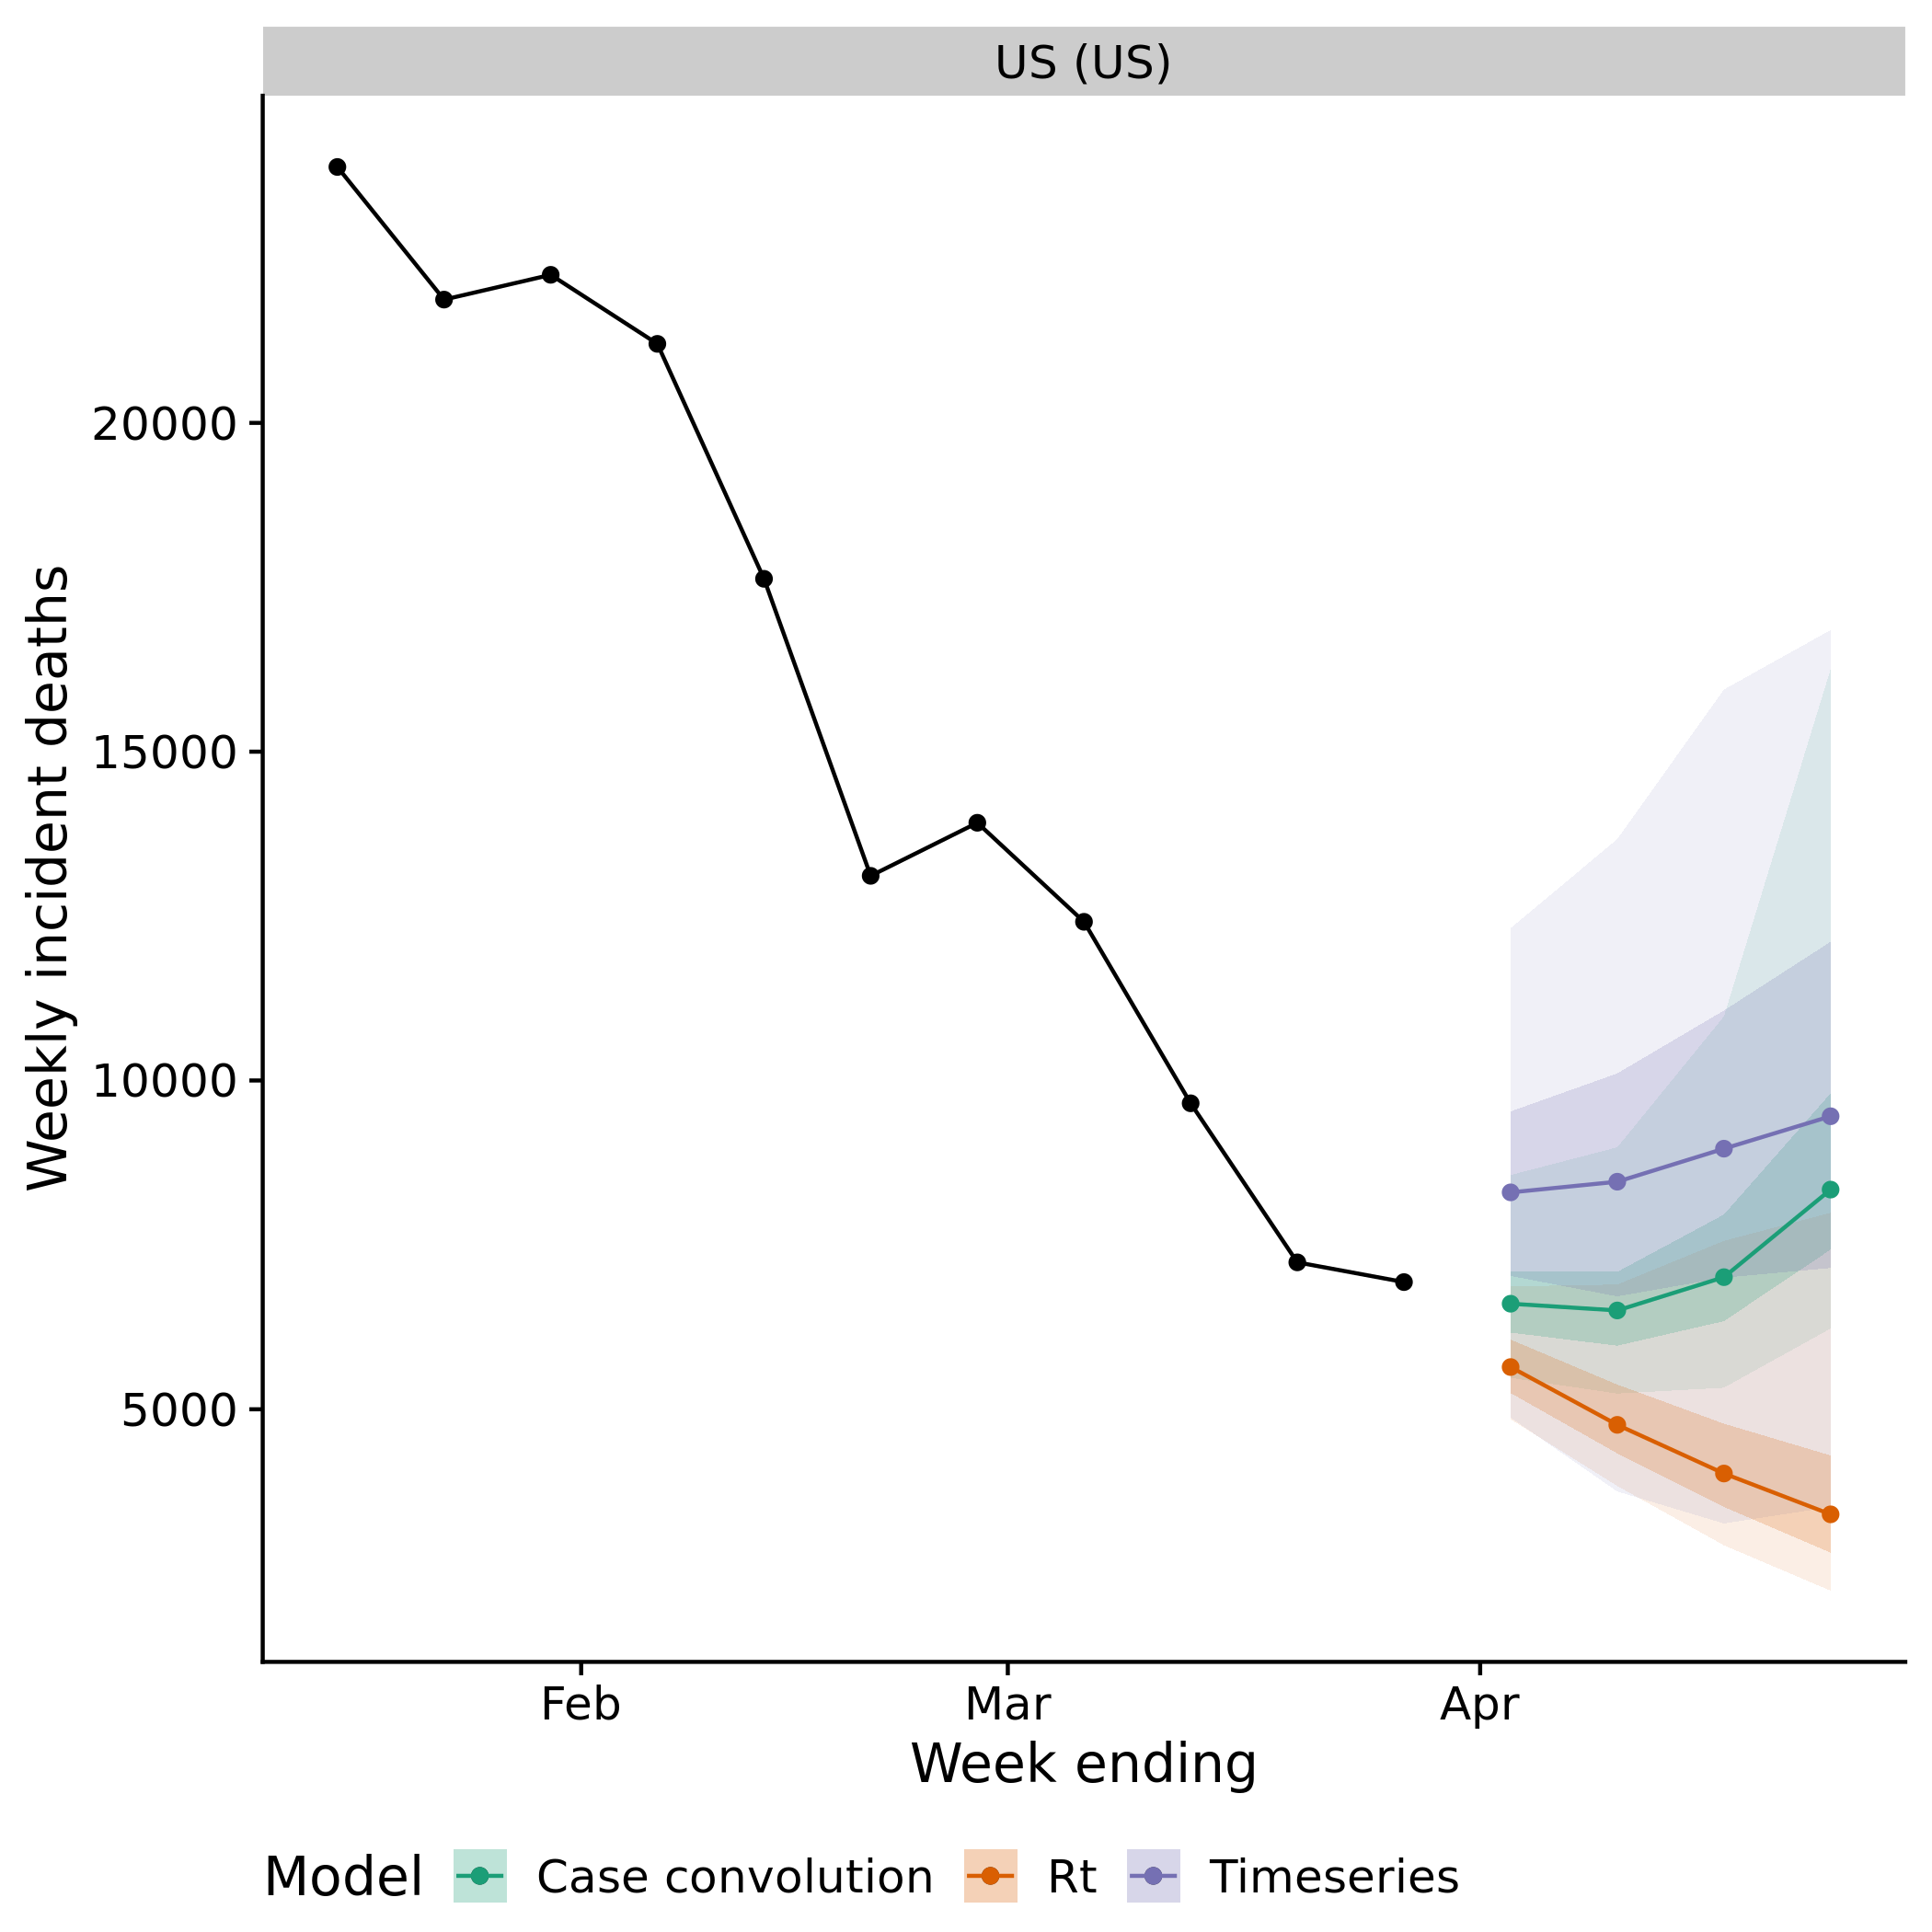 US (US)
Weekly incident deaths
20000
15000
10000
5000
Feb Mar Apr
Week ending
Model Case convolution Rt Timeseries